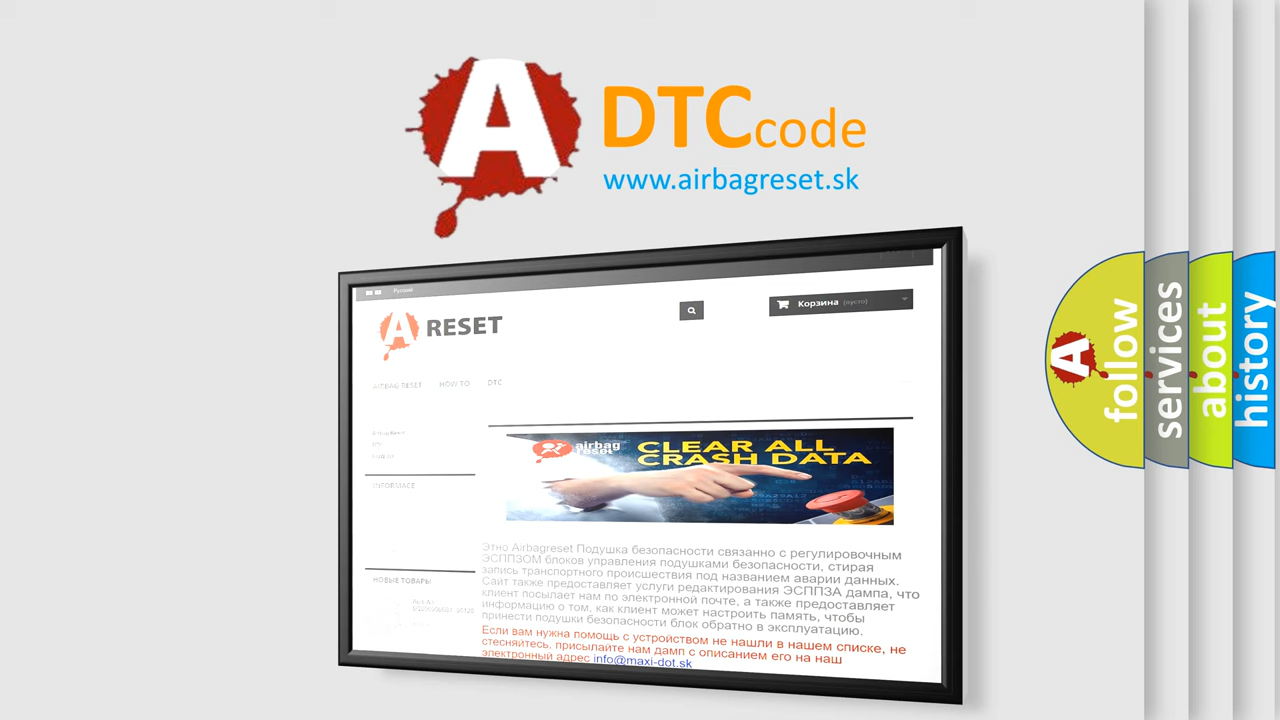 A DTCcode
www.airbagreset.sk
Русский
A RESET
Корзина (пусто)
AIRBAG RESET HOW TO DTC
INFORMACE
airbag
reset
CLEAR ALL
CRASH DATA
Этно Airbagreset Подушка безопасности связанно с регулировочным
ЭСППЗОМ блоков управления подушками безопасности, стирая
запись транспортного происшествия под названием аварии данных.
Сайт также предоставляет услуги редактирования ЭСППЗА дампа, что
клиент посылает нам по электронной почте, а также предоставляет
информацию о том, как клиент может настроить память, чтобы
принести подушки безопасности блок обратно в эксплуатацию.
Если вам нужна помощь с устройством не нашли в нашем списке, не
стесняйтесь, присылайте нам дамп с описанием его на наш
электронный адрес info@maxi-dot.sk
НОВЫЕ ТОВАРЫ
A follow
services
about
history